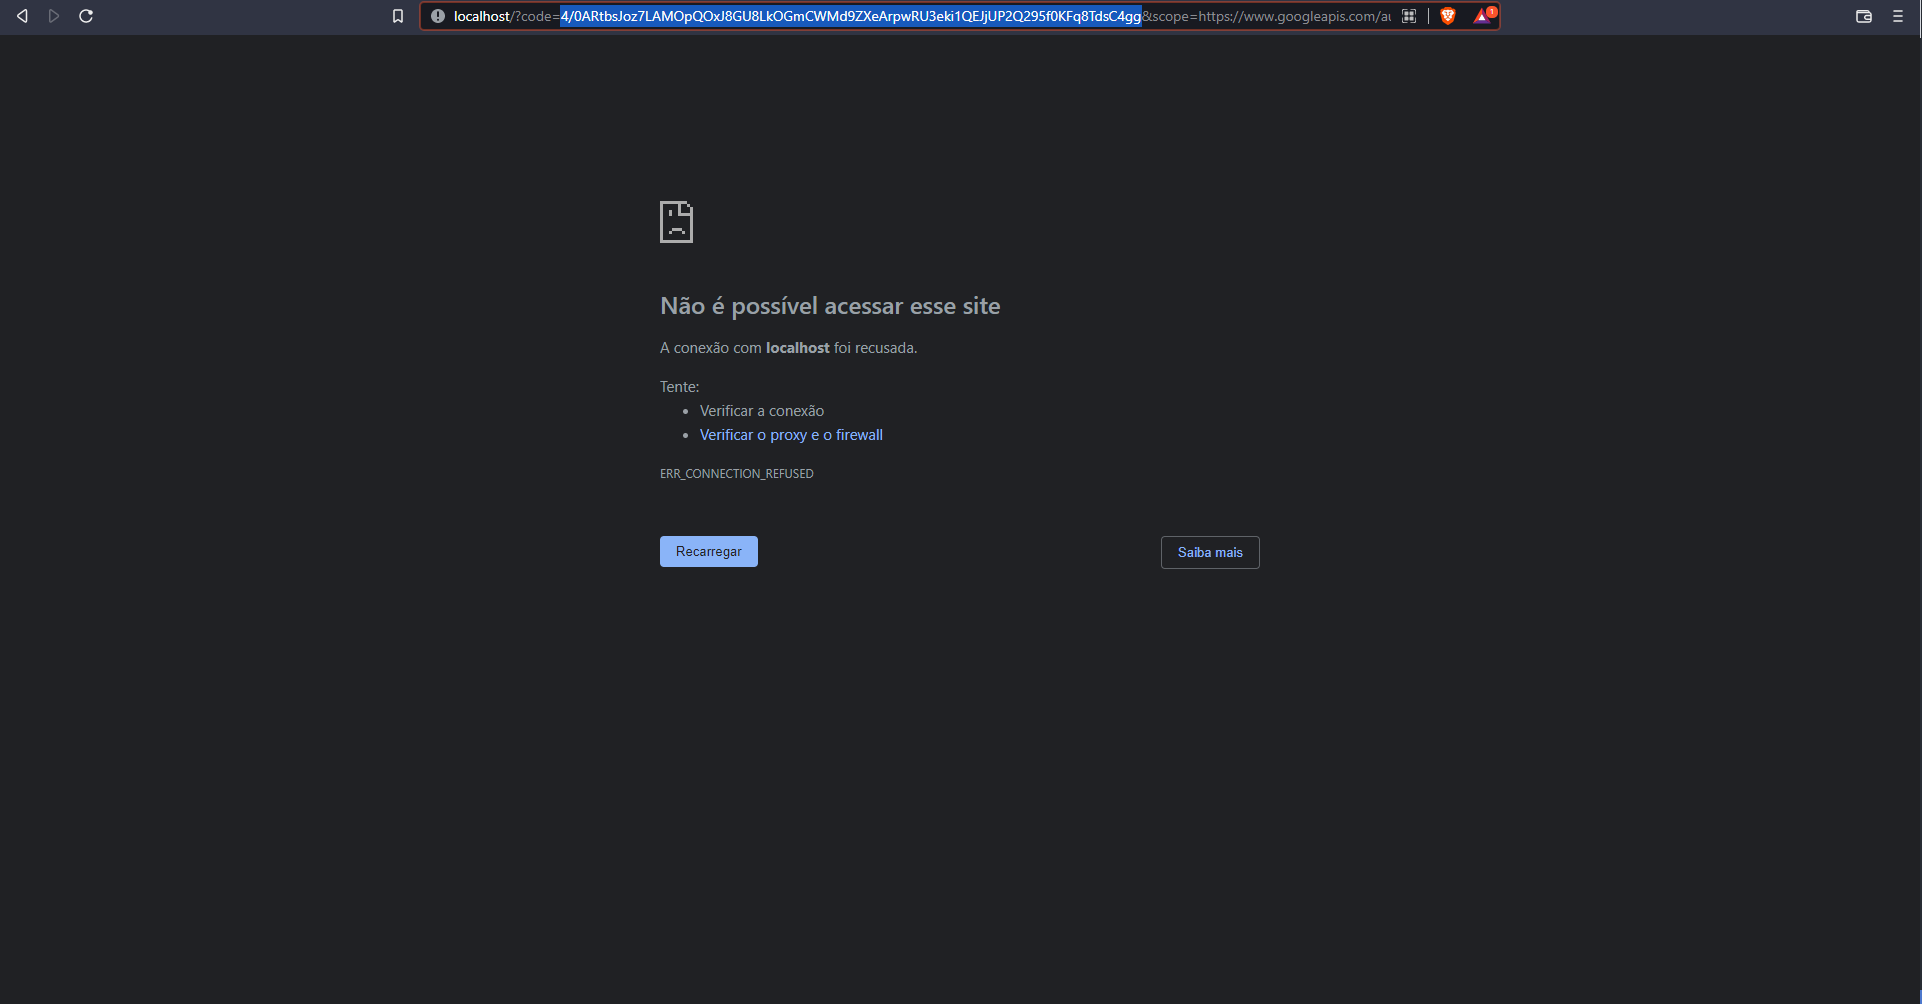 localhost/?code=4/0ARtbsJoz7LAMOpQOxJ8GU8LkOGmCWMd9ZXeArpwRU3eki1QEJjUP2Q295f0KFq8TdsC4gg&scope=https://www.googleapis.com/au
1
Não é possível acessar esse site
A conexão com localhost foi recusada.
Tente:
• Verificar a conexão
• Verificar o proxy e o firewall
ERR_CONNECTION_REFUSED
Recarregar
Saiba mais